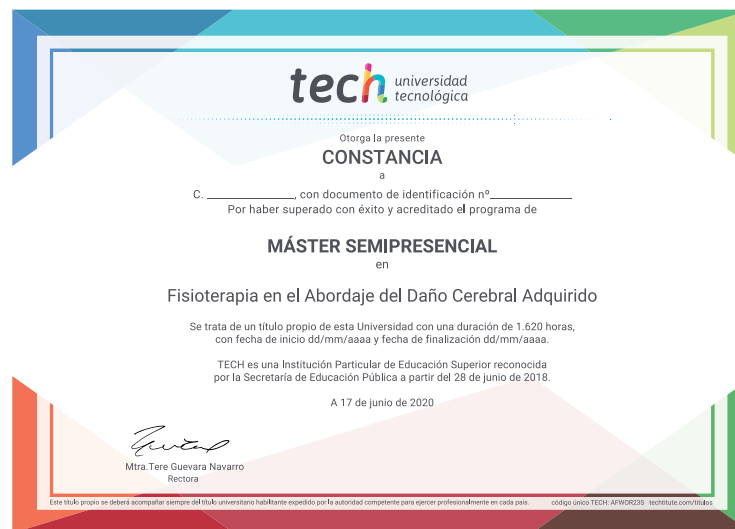 tech universidad
tecnológica
Otorga la presente
CONSTANCIA
a
C. ______________, con documento de identificación nº_____________
Por haber superado con éxito y acreditado el programa de
MÁSTER SEMIPRESENCIAL
en
Fisioterapia en el Abordaje del Daño Cerebral Adquirido
Se trata de un título propio de esta Universidad con una duración de 1.620 horas,
con fecha de inicio dd/mm/aaaa y fecha de finalización dd/mm/aaaa.
TECH es una Institución Particular de Educación Superior reconocida
por la Secretaría de Educación Pública a partir del 28 de junio de 2018.
A 17 de junio de 2020
Mtra.Tere Guevara Navarro
Rectora
Este título propio se deberá acompañar siempre del título universitario habilitante expedido por la autoridad competente para ejercer profesionalmente en cada país. código único TECH: AFWOR23S techtitute.com/titulos